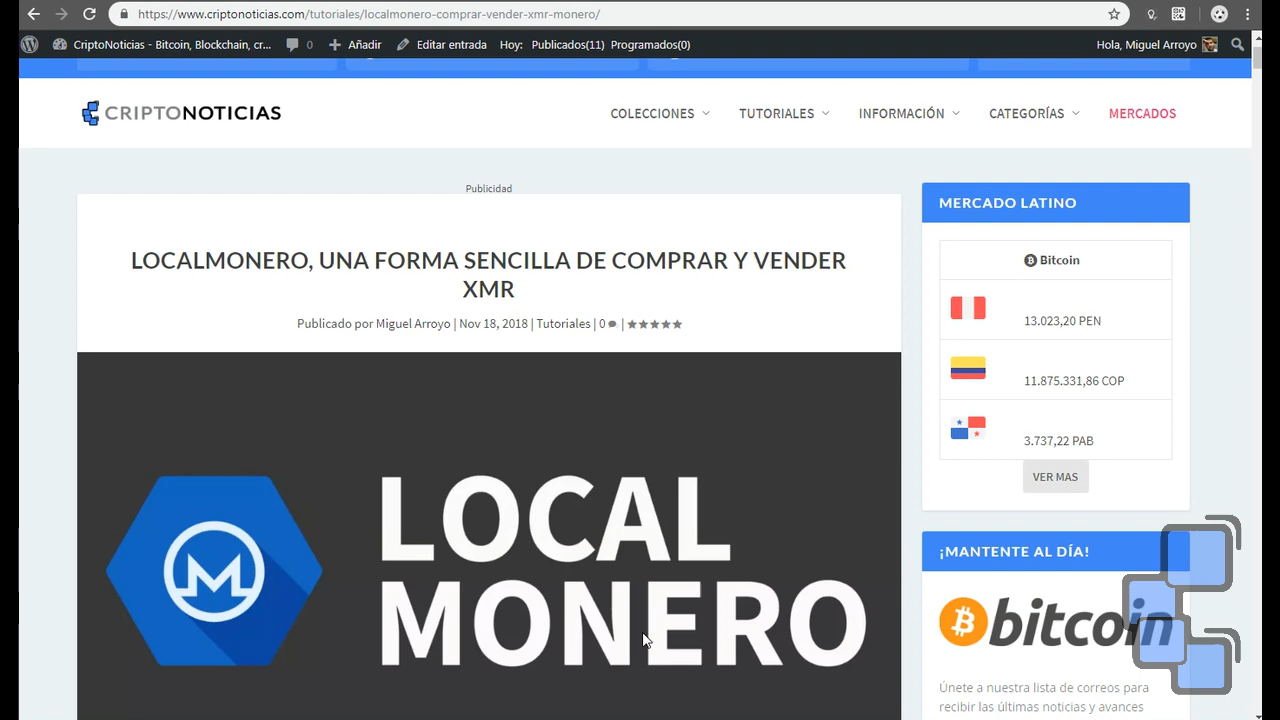 https://www.criptonoticias.com/tutoriales/localmonero-comprar-vender-xmr-monero/
CriptoNoticias - Bitcoin, Blockchain, cr... 0 Añadir Editar entrada Hoy: Publicados(11) Programados(0) Hola, Miguel Arroyo
CRIPTONOTICIAS
COLECCIONES TUTORIALES INFORMACIÓN CATEGORÍAS MERCADOS
Publicidad
LOCALMONERO, UNA FORMA SENCILLA DE COMPRAR Y VENDER
XMR
Publicado por Miguel Arroyo | Nov 18, 2018 | Tutoriales | 0 | ★★★★★
LOCAL
MONERO
MERCADO LATINO
Bitcoin
13.023,20 PEN
11.875.331,86 COP
3.737,22 PAB
VER MAS
¡MANTENTE AL DÍA!
bitcoin
Únete a nuestra lista de correos para
recibir las últimas noticias y avances